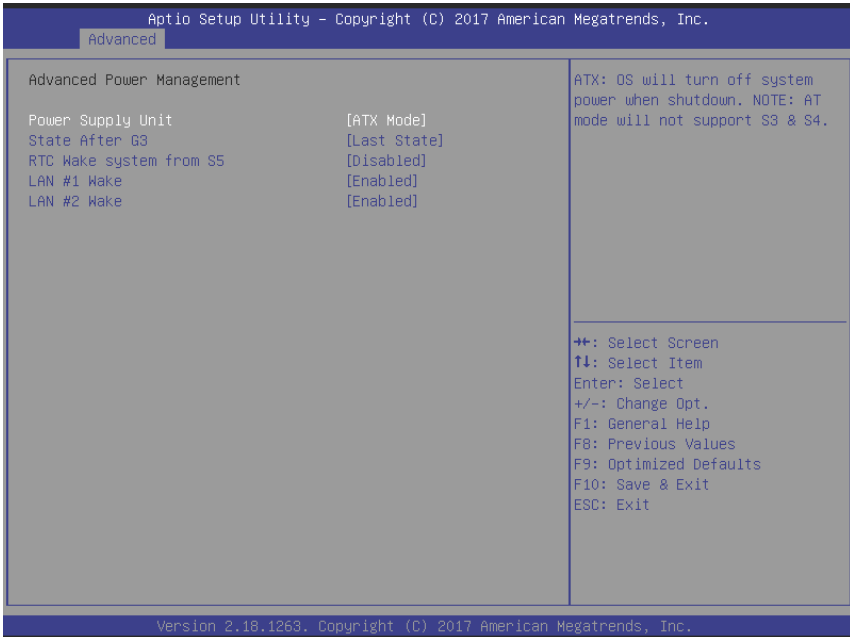 Aptio Setup Utility – Copyright (C) 2017 American Megatrends, Inc.
Advanced
Advanced Power Management
Power Supply Unit [ATX Mode]
State After G3 [Last State]
RTC Wake system from S5 [Disabled]
LAN #1 Wake [Enabled]
LAN #2 Wake [Enabled]
ATX: OS will turn off system
power when shutdown. NOTE: AT
mode will not support S3 & S4.
→←: Select Screen
↑↓: Select Item
Enter: Select
+/-: Change Opt.
F1: General Help
F8: Previous Values
F9: Optimized Defaults
F10: Save & Exit
ESC: Exit
Version 2.18.1263. Copyright (C) 2017 American Megatrends, Inc.